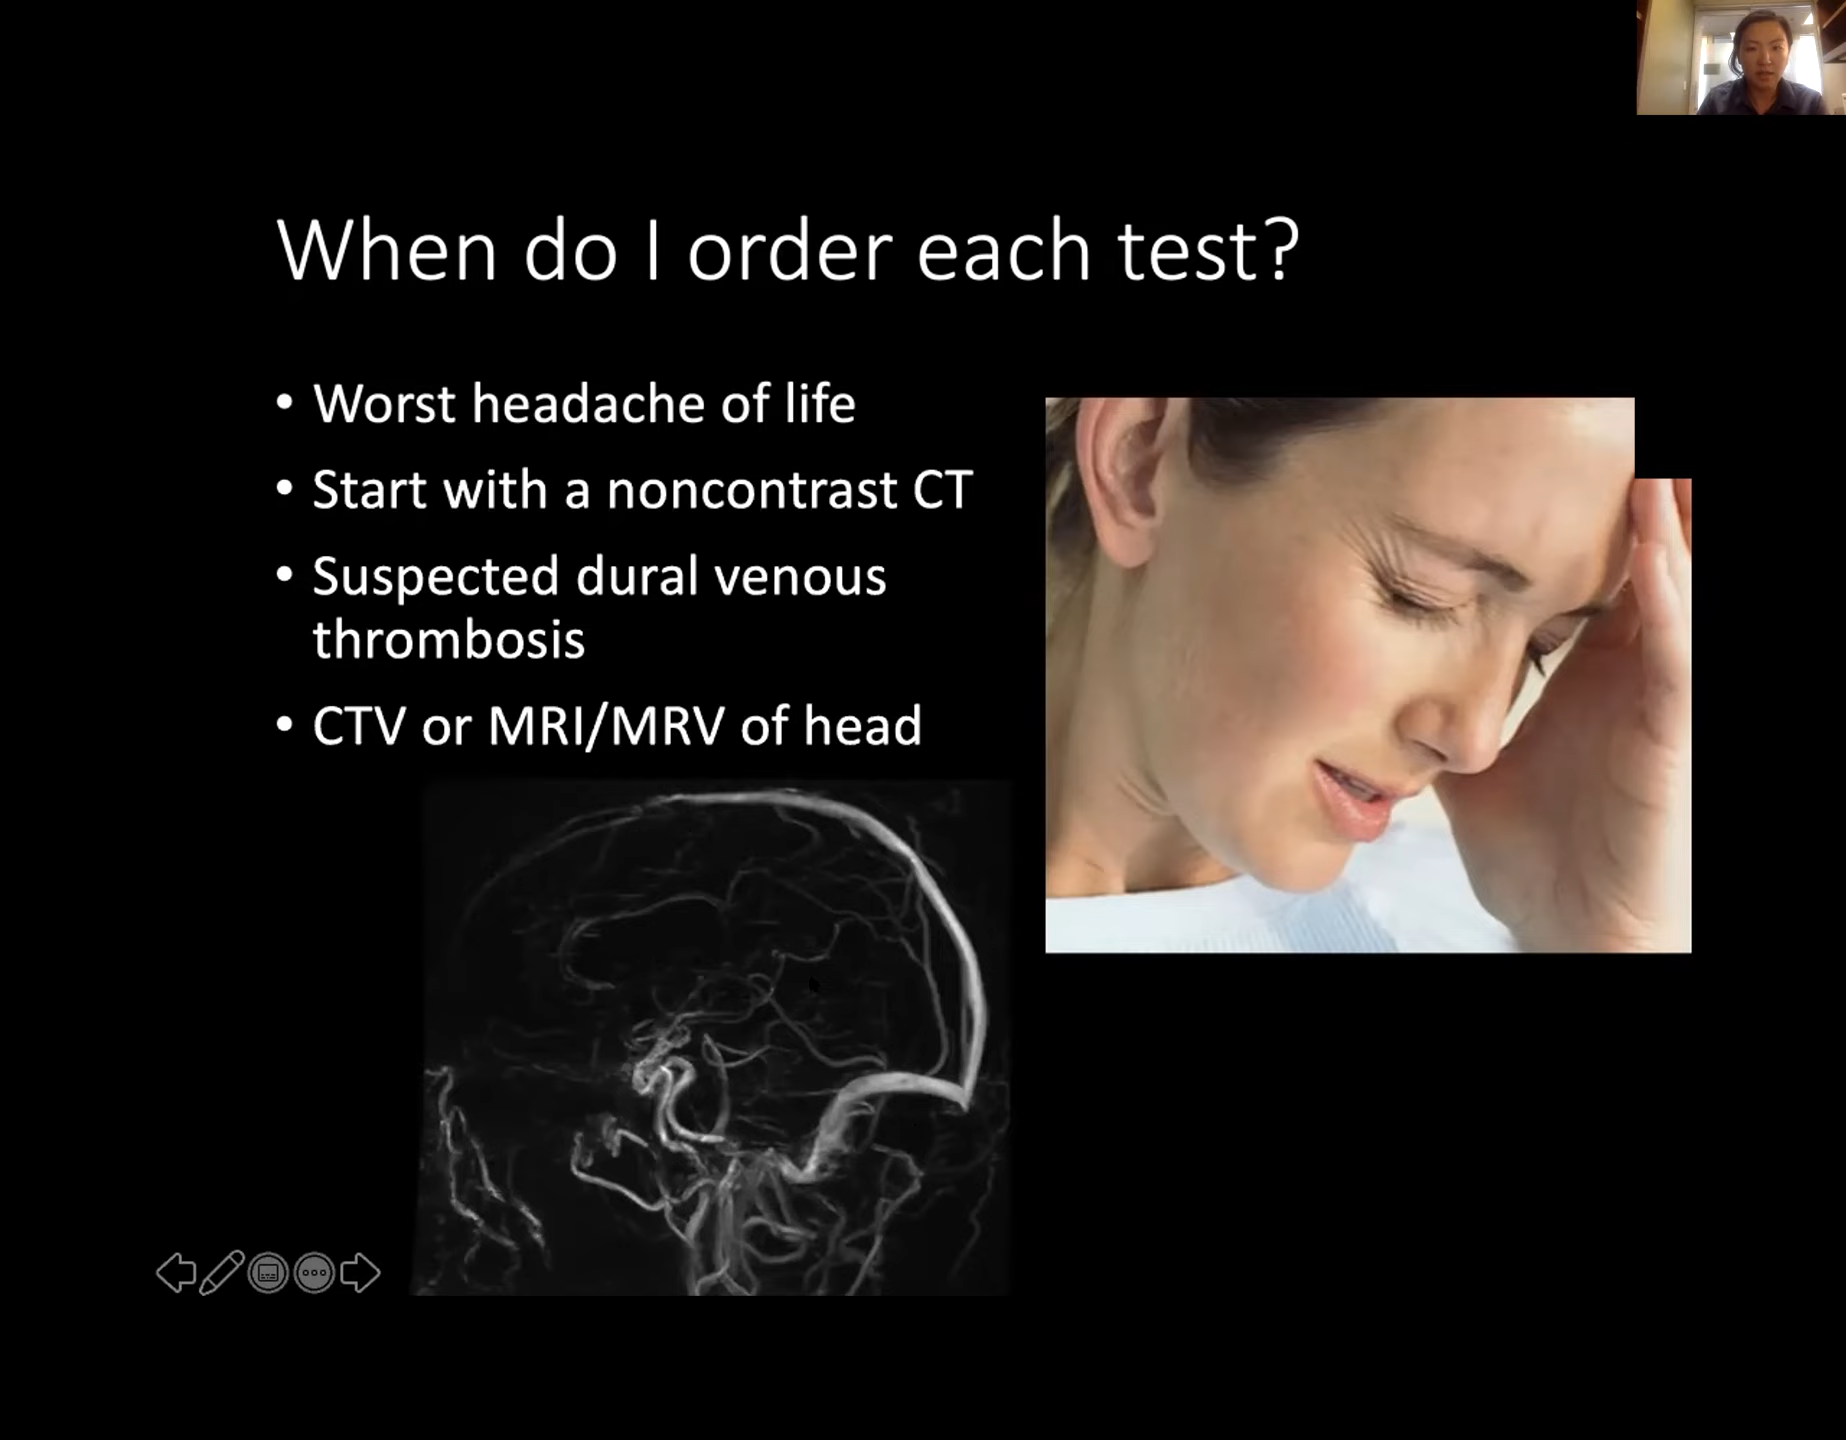 When do I order each test?
• Worst headache of life
• Start with a noncontrast CT
• Suspected dural venous
thrombosis
• CTV or MRI/MRV of head